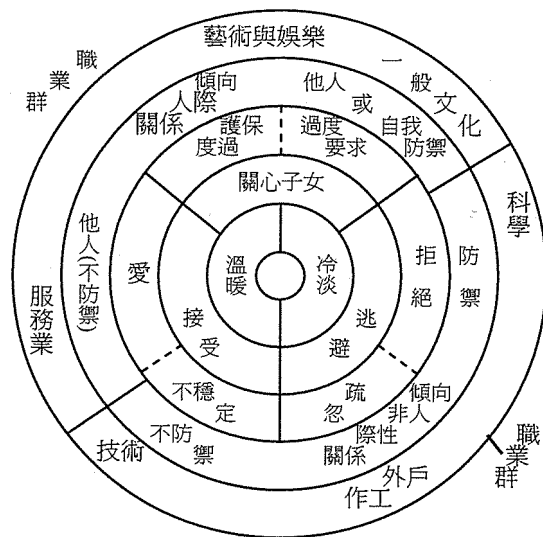 藝術與娛樂
職業群
一般文化
傾向
人際
關係
他人
或
自我
防禦
護保
度過
過度
要求
關心子女
科學
他人(不防禦)
愛
溫暖
冷淡
拒絕
防禦
服務業
接受
逃避
不穩定
疏忽
傾向
非人
際性
關係
技術
不防禦
外戶
作工
職業群